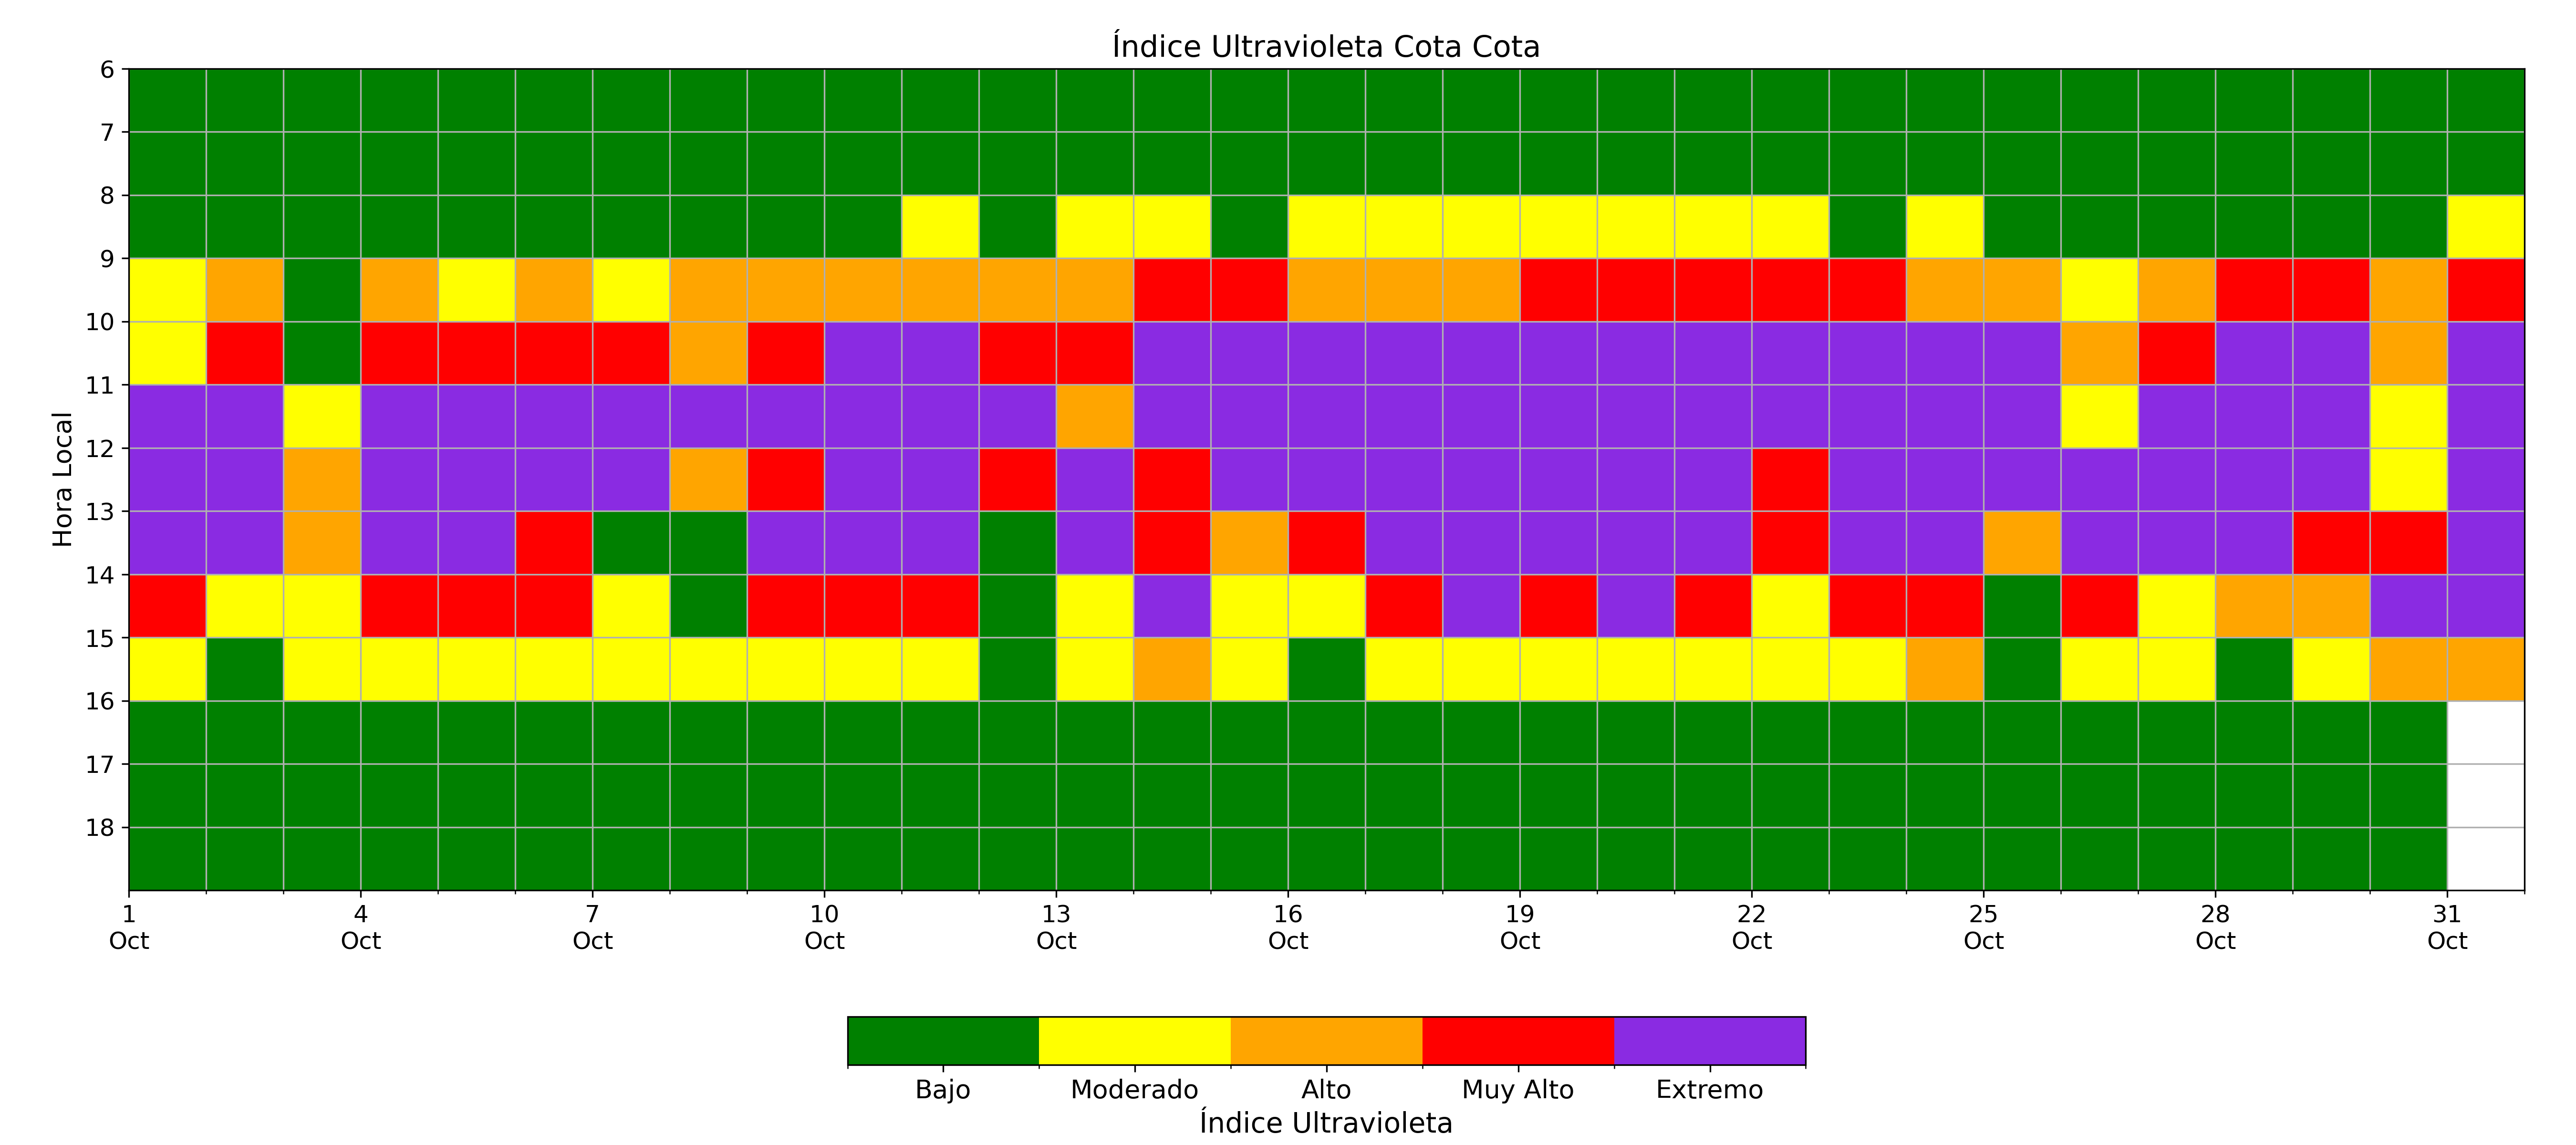 Índice Ultravioleta Cota Cota
Hora Local
6
7
8
9
10
11
12
13
14
15
16
17
18
1 4 7 10 13 16 19 22 25 28 31
Oct Oct Oct Oct Oct Oct Oct Oct Oct Oct Oct
Bajo Moderado Alto Muy Alto Extremo
Índice Ultravioleta